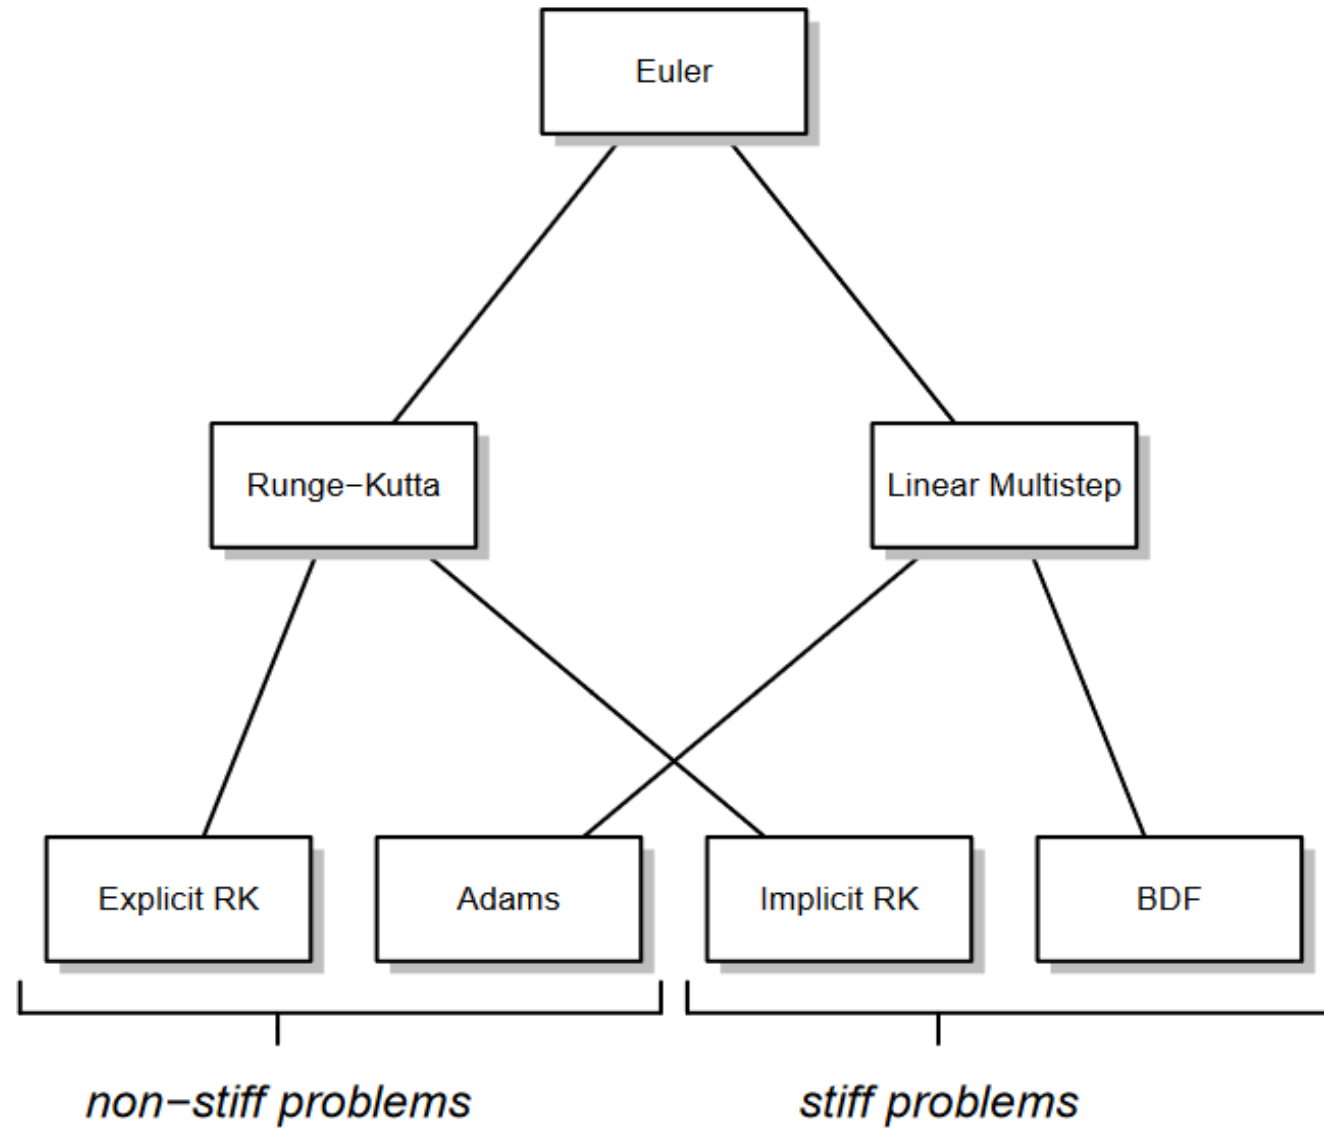 Euler
Runge−Kutta
Linear Multistep
Explicit RK
Adams
Implicit RK
BDF
non−stiff problems
stiff problems